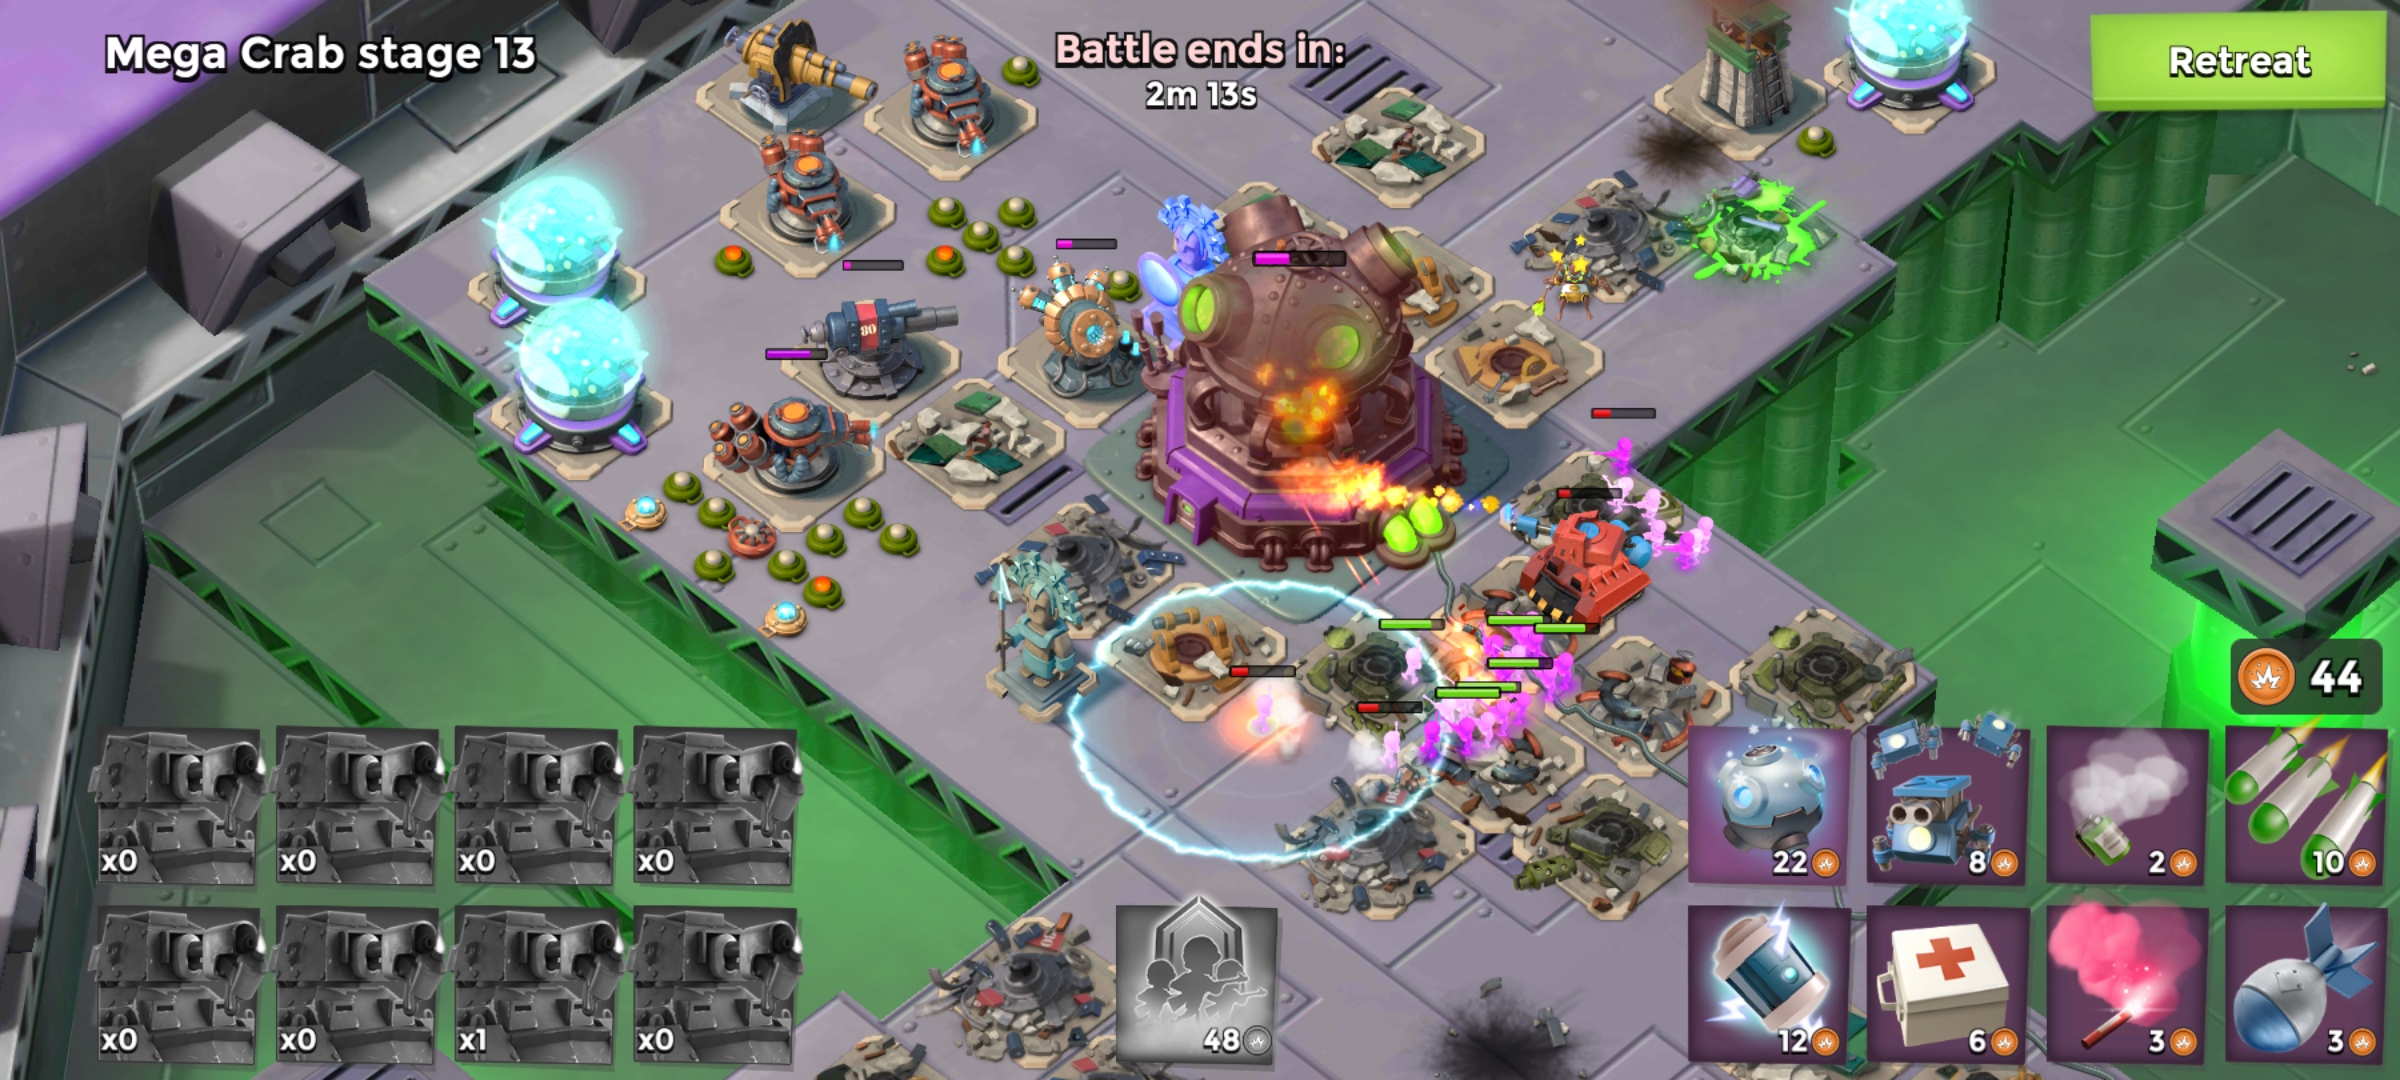 Mega Crab stage 13
Battle ends in:
2m 13s
Retreat
80
44
x0
x0
x0
x0
22
8
2
10
x0
x0
x1
x0
48
12
6
3
3